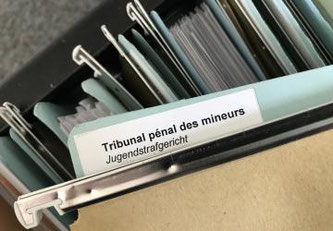 Tribunal pénal des mineurs
Jugendstrafgericht